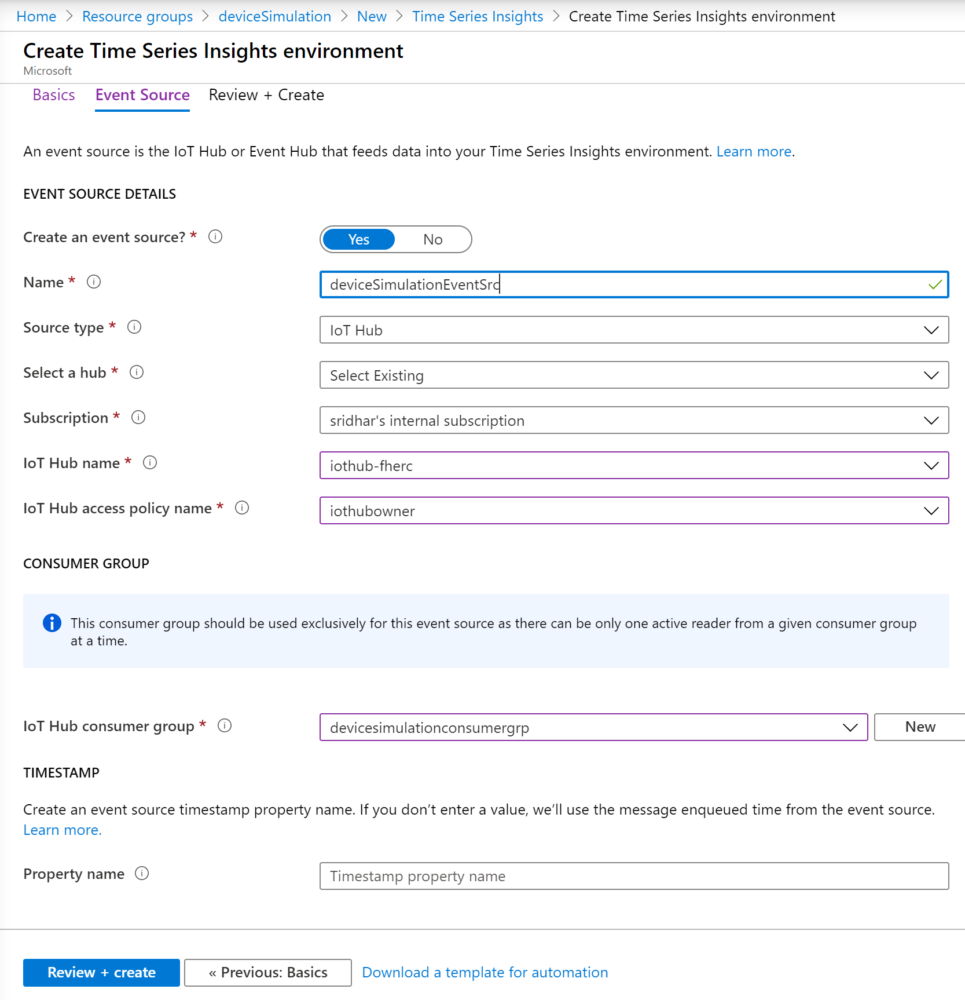 Home > Resource groups > deviceSimulation > New > Time Series Insights > Create Time Series Insights environment
Create Time Series Insights environment
Microsoft
Basics Event Source Review + Create
An event source is the IoT Hub or Event Hub that feeds data into your Time Series Insights environment. Learn more.
EVENT SOURCE DETAILS
Create an event source? * Yes No
Name * deviceSimulationEventSrc
Source type * IoT Hub
Select a hub * Select Existing
Subscription * sridhar's internal subscription
IoT Hub name * iothub-fherc
IoT Hub access policy name * iothubowner
CONSUMER GROUP
This consumer group should be used exclusively for this event source as there can be only one active reader from a given consumer group
at a time.
IoT Hub consumer group * devicesimulationconsumergrp New
TIMESTAMP
Create an event source timestamp property name. If you don’t enter a value, we’ll use the message enqueued time from the event source.
Learn more.
Property name Timestamp property name
Review + create « Previous: Basics Download a template for automation